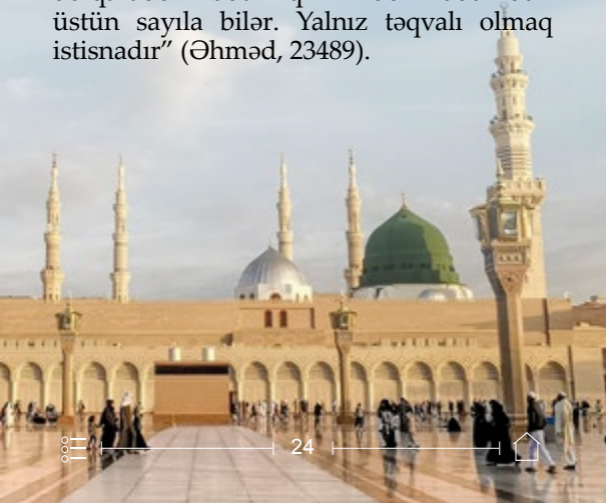 üstün sayıla bilər. Yalnız təqvalı olmaq
istisnadır” (Əhməd, 23489).
24